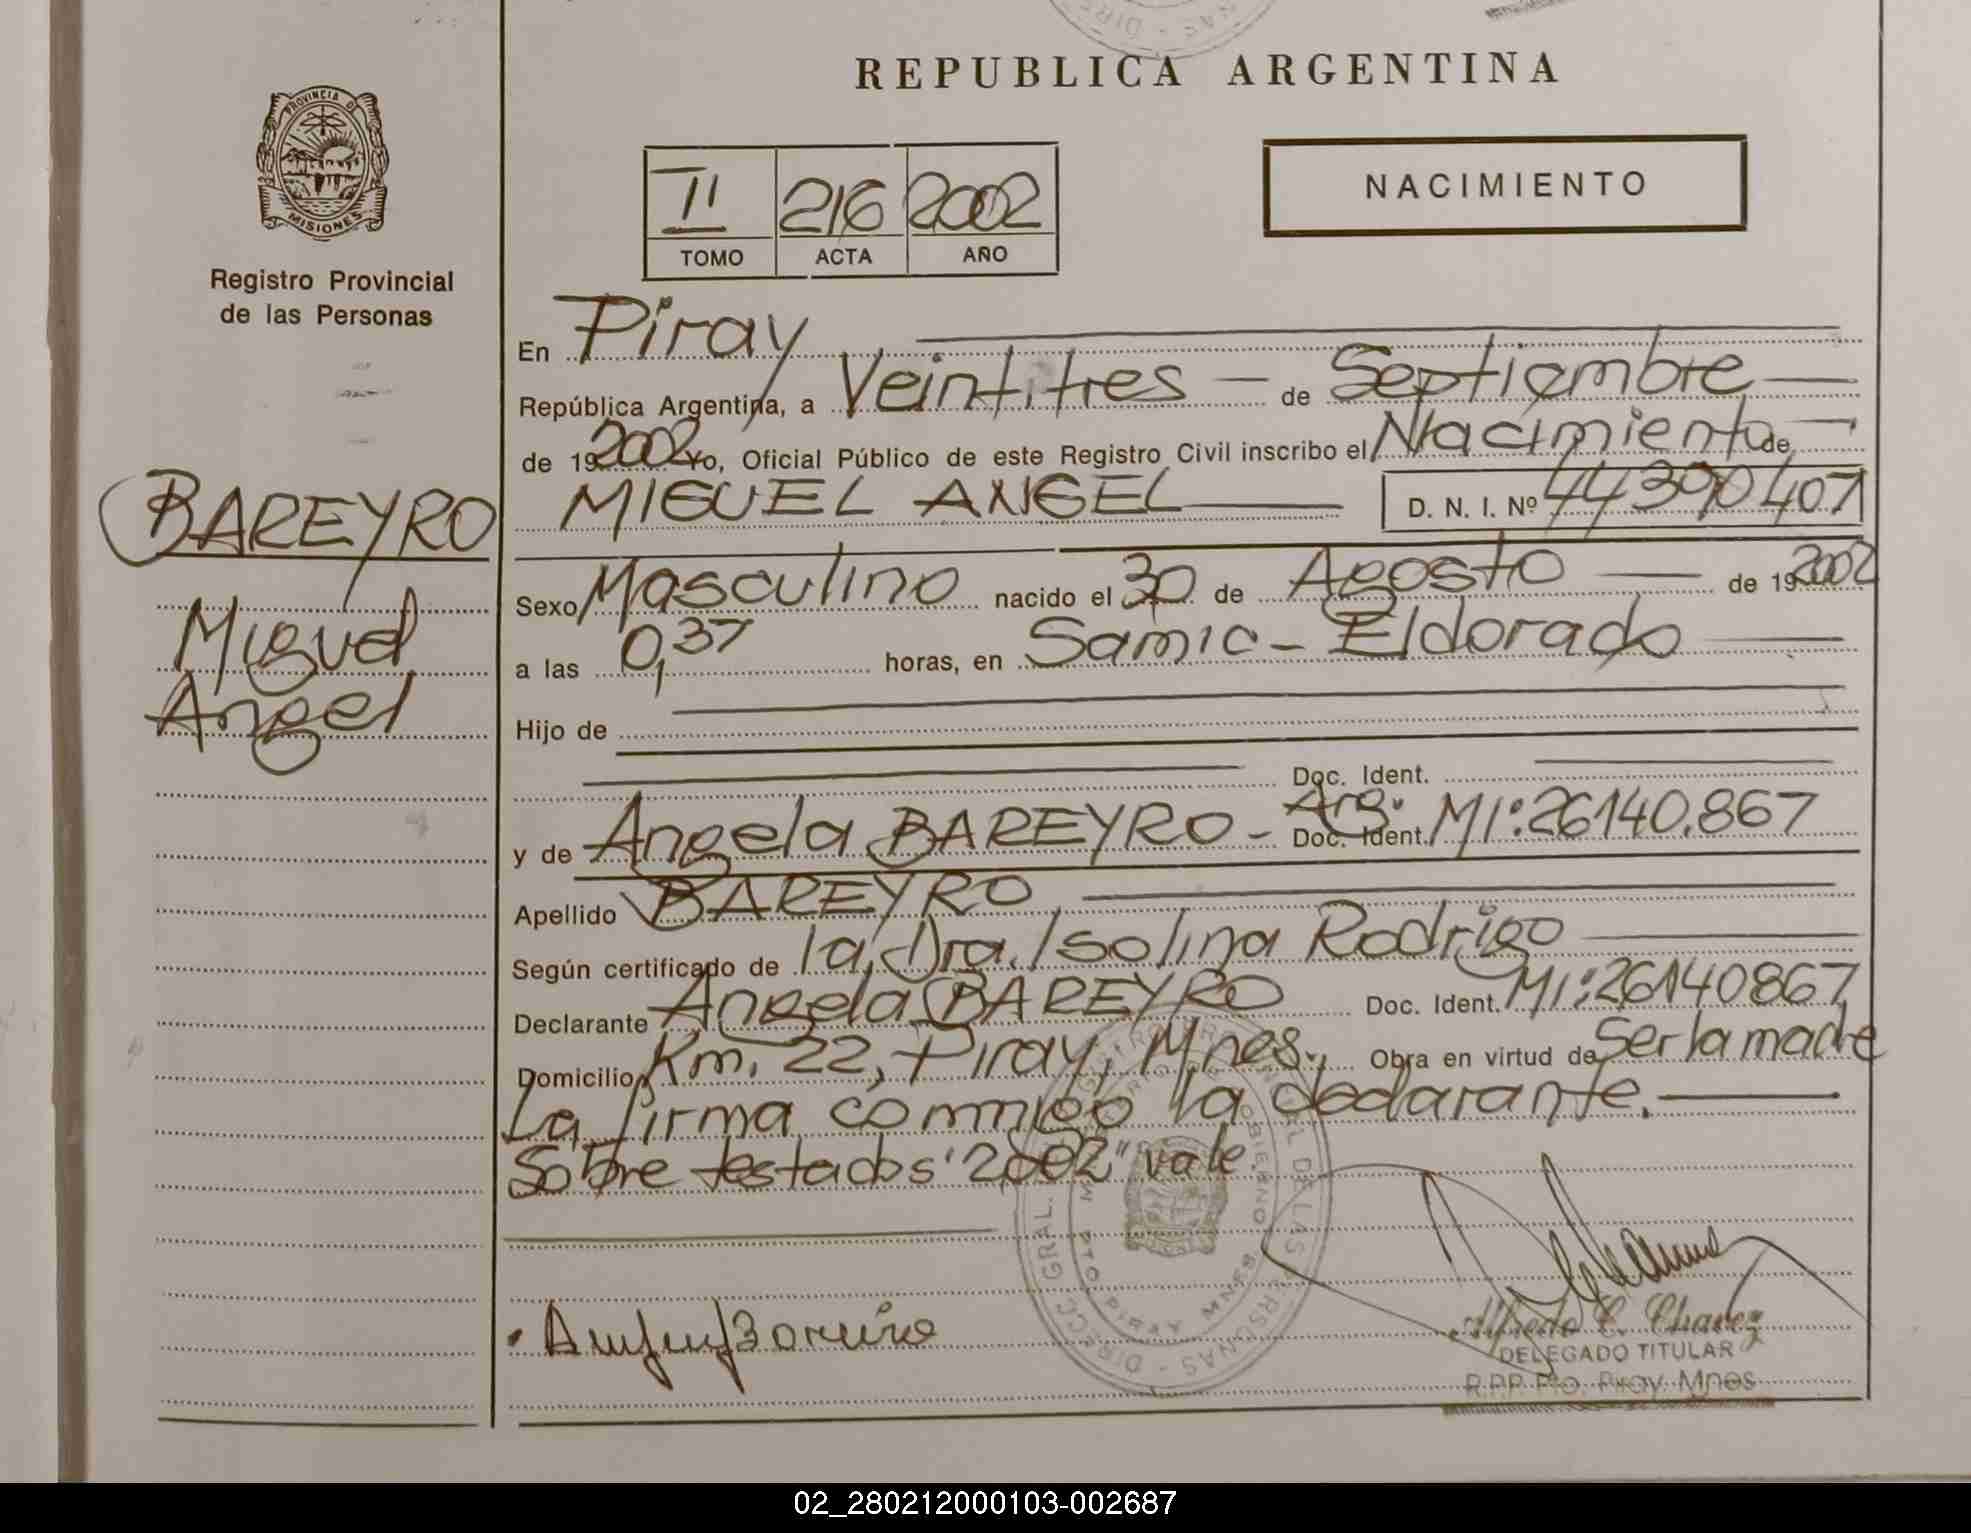 REPUBLICA ARGENTINA
PROVINCIA DE
MISIONES
Registro Provincial
de las Personas
NACIMIENTO
II 216 2002
TOMO ACTA AÑO
En Piray
República Argentina, a Veintitres de Septiembre
de 19 2002 Yo, Oficial Público de este Registro Civil inscribo el Nacimiento de
MIGUEL ANGEL D. N. I. Nº 44390407
BAREYRO
Miguel
Angel
Sexo Masculino nacido el 30 de Agosto de 19 2002
a las 0,37 horas, en Samic - Eldorado
Hijo de
Doc. Ident.
y de Angela BAREYRO - Arg. Doc. Ident. MI: 26140.867
Apellido BAREYRO
Según certificado de la Dra. Isolina Rodrigo
Declarante Angela BAREYRO Doc. Ident. MI: 26140867
Domicilio Km. 22, Piray, Mnes. Obra en virtud de Ser la madre
La firma conmigo la declarante.
Sobre testados "2002" vale
Alfredo C. Chavez
DELEGADO TITULAR
R.P.P. Pto. Piray Mnes
02_280212000103-002687